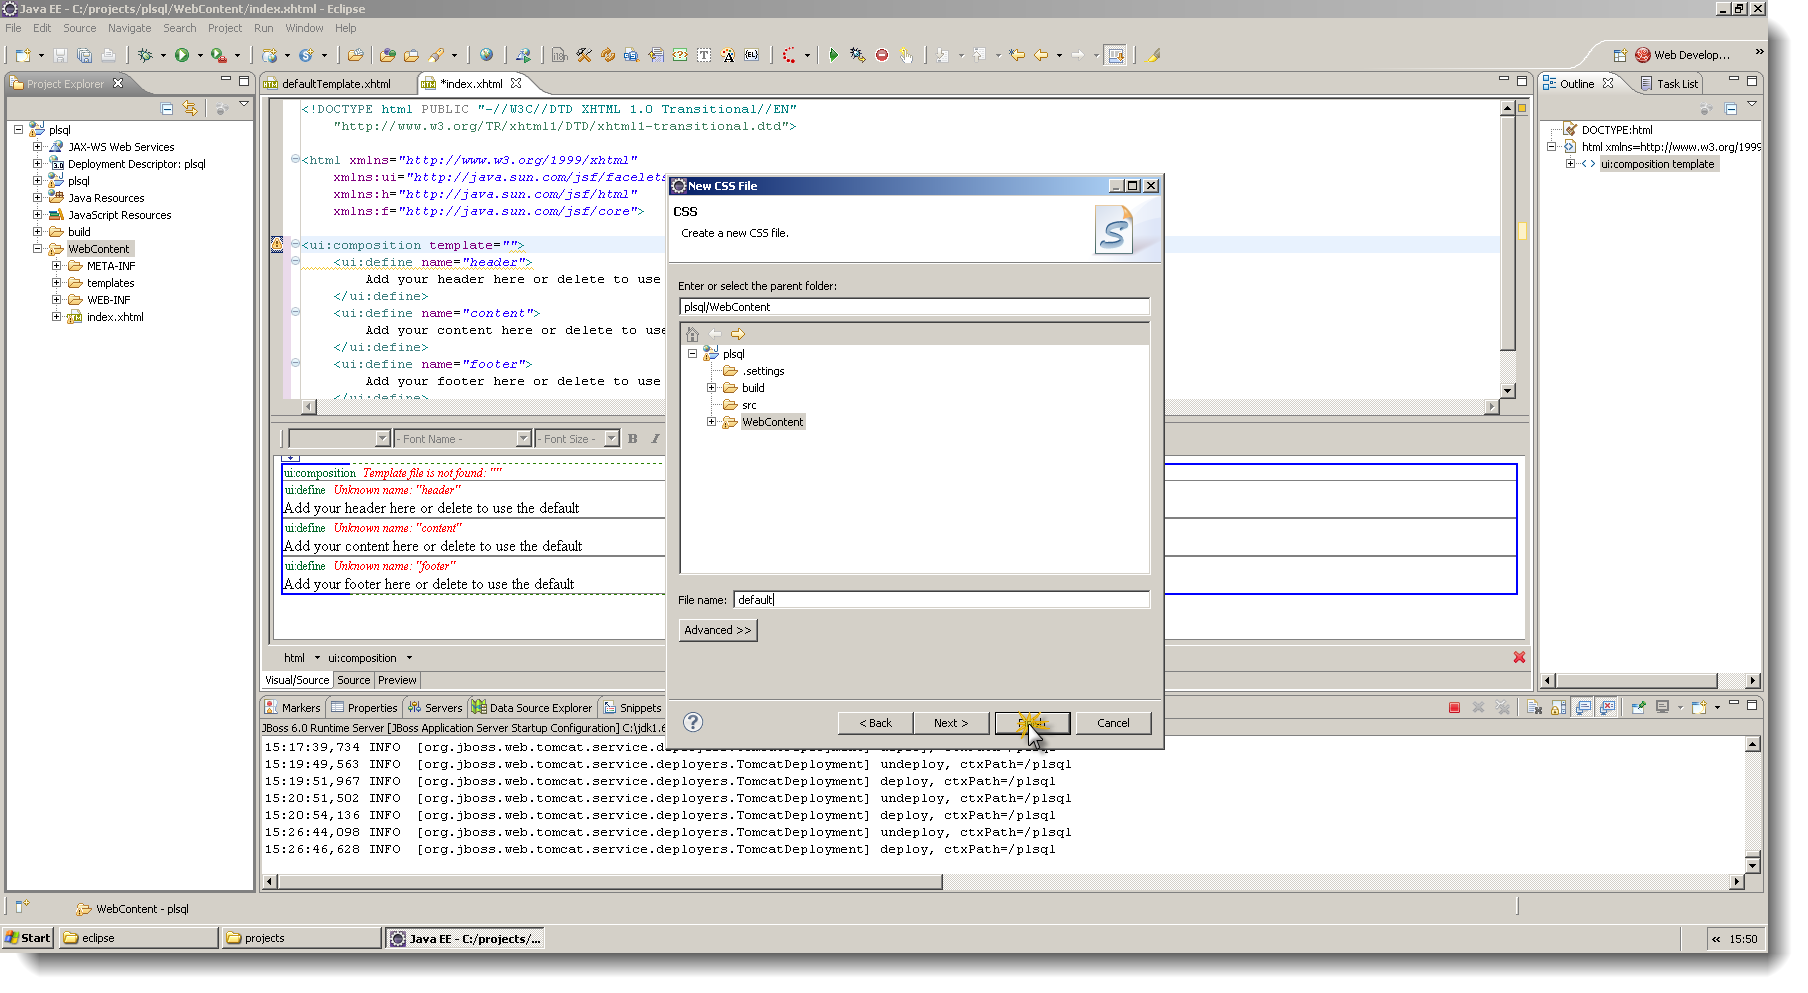 Java EE - C:/projects/plsql/WebContent/index.xhtml - Eclipse
File Edit Source Navigate Search Project Run Window Help
Web Develop... »
Project Explorer
plsql
JAX-WS Web Services
Deployment Descriptor: plsql
plsql
Java Resources
JavaScript Resources
build
WebContent
META-INF
templates
WEB-INF
index.xhtml
defaultTemplate.xhtml *index.xhtml
<!DOCTYPE html PUBLIC "-//W3C//DTD XHTML 1.0 Transitional//EN"
"http://www.w3.org/TR/xhtml1/DTD/xhtml1-transitional.dtd">
<html xmlns="http://www.w3.org/1999/xhtml"
xmlns:ui="http://java.sun.com/jsf/facelets
xmlns:h="http://java.sun.com/jsf/html"
xmlns:f="http://java.sun.com/jsf/core">
<ui:composition template="">
<ui:define name="header">
Add your header here or delete to use
</ui:define>
<ui:define name="content">
Add your content here or delete to use
</ui:define>
<ui:define name="footer">
Add your footer here or delete to use
</ui:define>
- Font Name - - Font Size - B I
ui:composition Template file is not found: ""
ui:define Unknown name: "header"
Add your header here or delete to use the default
ui:define Unknown name: "content"
Add your content here or delete to use the default
ui:define Unknown name: "footer"
Add your footer here or delete to use the default
html ui:composition
Visual/Source Source Preview
New CSS File
CSS
Create a new CSS file.
Enter or select the parent folder:
plsql/WebContent
plsql
.settings
build
src
WebContent
File name: default
Advanced >>
< Back Next > Cancel
Outline Task List
DOCTYPE:html
html xmlns=http://www.w3.org/1999
ui:composition template
Markers Properties Servers Data Source Explorer Snippets
JBoss 6.0 Runtime Server [JBoss Application Server Startup Configuration] C:\jdk1.6
15:17:39,734 INFO [org.jboss.web.tomcat.service.deployers.TomcatDeployment] deploy, ctxPath=/plsql
15:19:49,563 INFO [org.jboss.web.tomcat.service.deployers.TomcatDeployment] undeploy, ctxPath=/plsql
15:19:51,967 INFO [org.jboss.web.tomcat.service.deployers.TomcatDeployment] deploy, ctxPath=/plsql
15:20:51,502 INFO [org.jboss.web.tomcat.service.deployers.TomcatDeployment] undeploy, ctxPath=/plsql
15:20:54,136 INFO [org.jboss.web.tomcat.service.deployers.TomcatDeployment] deploy, ctxPath=/plsql
15:26:44,098 INFO [org.jboss.web.tomcat.service.deployers.TomcatDeployment] undeploy, ctxPath=/plsql
15:26:46,628 INFO [org.jboss.web.tomcat.service.deployers.TomcatDeployment] deploy, ctxPath=/plsql
WebContent - plsql
Start eclipse projects Java EE - C:/projects/... « 15:50